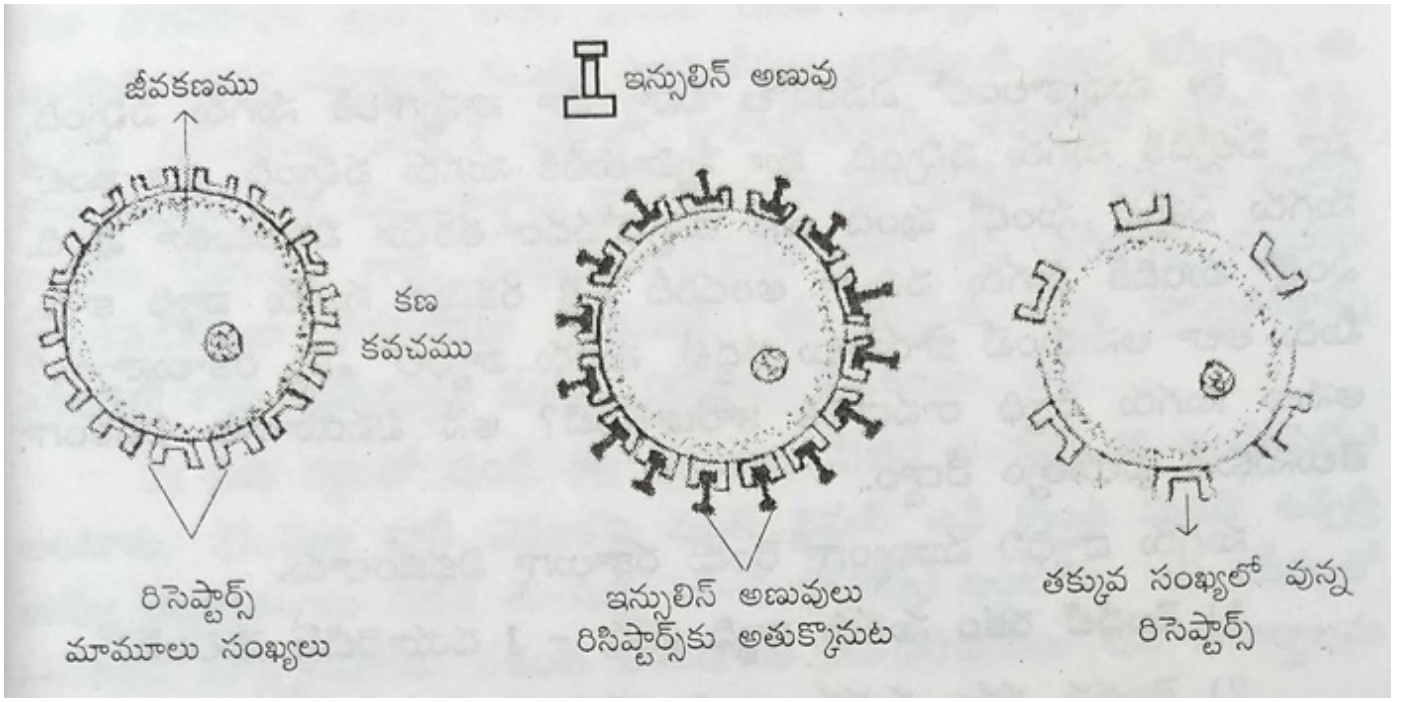 జీవకణము
ఇన్సులిన్ అణువు
కణ
కవచము
రిసెప్టార్స్
మామూలు సంఖ్యలు
ఇన్సులిన్ అణువులు
రిసిప్టార్స్‌కు అతుక్కొనుట
తక్కువ సంఖ్యలో వున్న
రిసెప్టార్స్